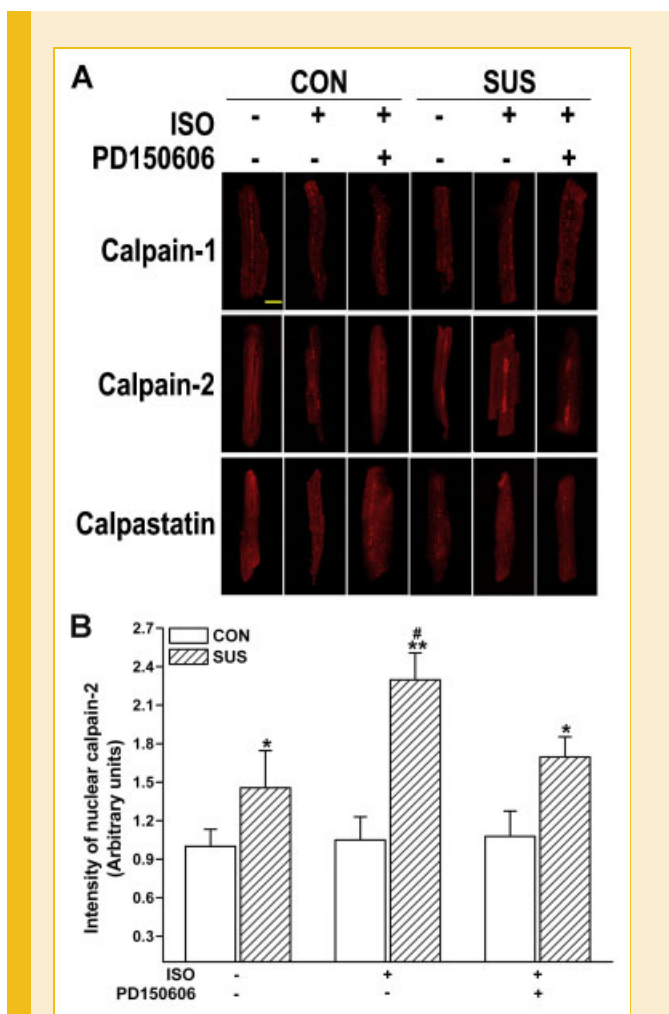 A
CON SUS
ISO - + + - + +
PD150606 - - + - - +
Calpain-1
Calpain-2
Calpastatin
B
CON
SUS
Intensity of nuclear calpain-2
(Arbitrary units)
2.7
2.4
2.1
1.8
1.5
1.2
0.9
0.6
0.3
* # ** *
ISO - + +
PD150606 - - +